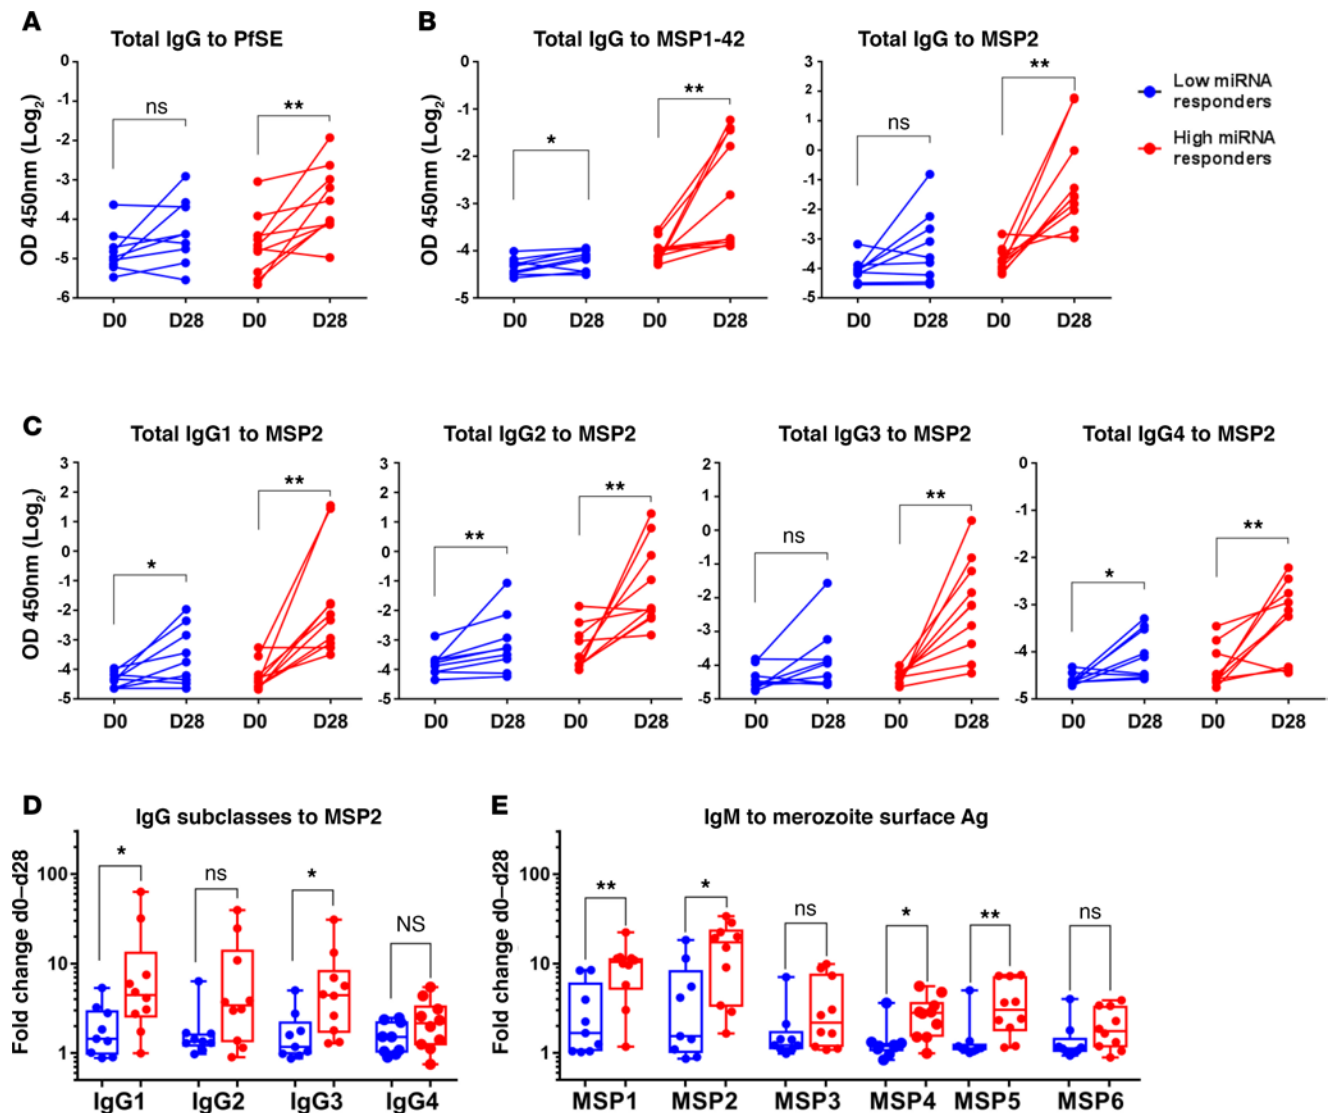 A
Total IgG to PfSE
OD 450nm (Log2)
0
-1
-2
-3
-4
-5
-6
ns
**
D0
D28
D0
D28
B
Total IgG to MSP1-42
OD 450nm (Log2)
0
-2
-4
-5
*
**
D0
D28
D0
D28
Total IgG to MSP2
3
2
1
0
-1
-2
-3
-4
-5
ns
**
D0
D28
D0
D28
Low miRNA
responders
High miRNA
responders
C
Total IgG1 to MSP2
OD 450nm (Log2)
3
2
1
0
-2
-3
-4
-5
*
**
D0
D28
D0
D28
Total IgG2 to MSP2
3
2
1
0
-2
-3
-4
-5
**
**
D0
D28
D0
D28
Total IgG3 to MSP2
2
1
0
-2
-3
-4
-5
ns
**
D0
D28
D0
D28
Total IgG4 to MSP2
0
-3
-4
-5
*
**
D0
D28
D0
D28
D
IgG subclasses to MSP2
Fold change d0–d28
100
10
1
*
ns
*
NS
IgG1
IgG2
IgG3
IgG4
E
IgM to merozoite surface Ag
Fold change d0–d28
100
10
1
**
*
ns
*
**
ns
MSP1
MSP2
MSP3
MSP4
MSP5
MSP6